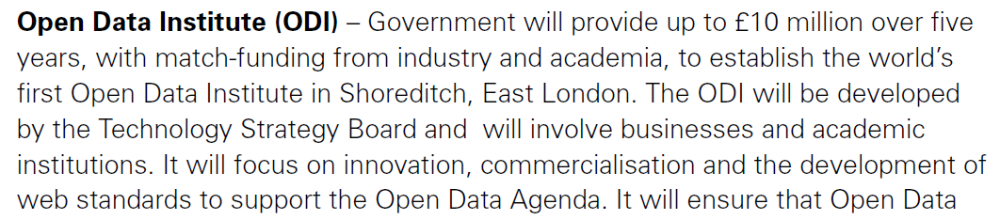 Open Data Institute (ODI) – Government will provide up to £10 million over five
years, with match-funding from industry and academia, to establish the world’s
first Open Data Institute in Shoreditch, East London. The ODI will be developed
by the Technology Strategy Board and  will involve businesses and academic
institutions. It will focus on innovation, commercialisation and the development of
web standards to support the Open Data Agenda. It will ensure that Open Data